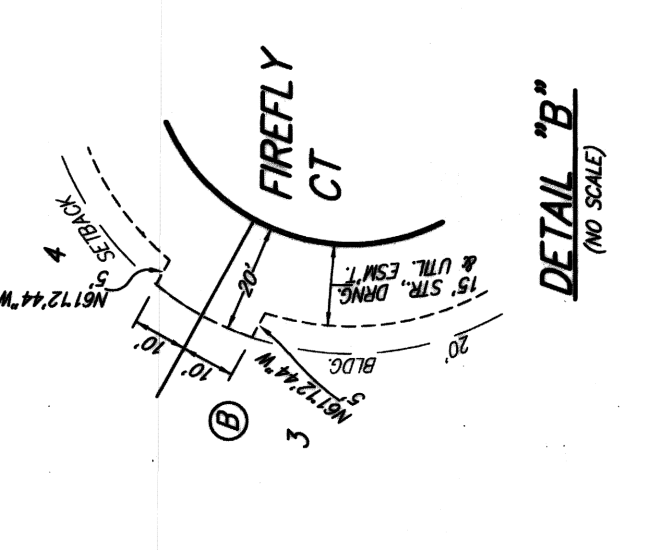 FIREFLY
CT
DETAIL "B"
(NO SCALE)
4
SETBACK
N61°12'44"W
5'
10'
10'
20'
15' STR., DRNG.
& UTIL. ESM'T.
N61°12'44"W
5'
BLDG.
20'
B
3